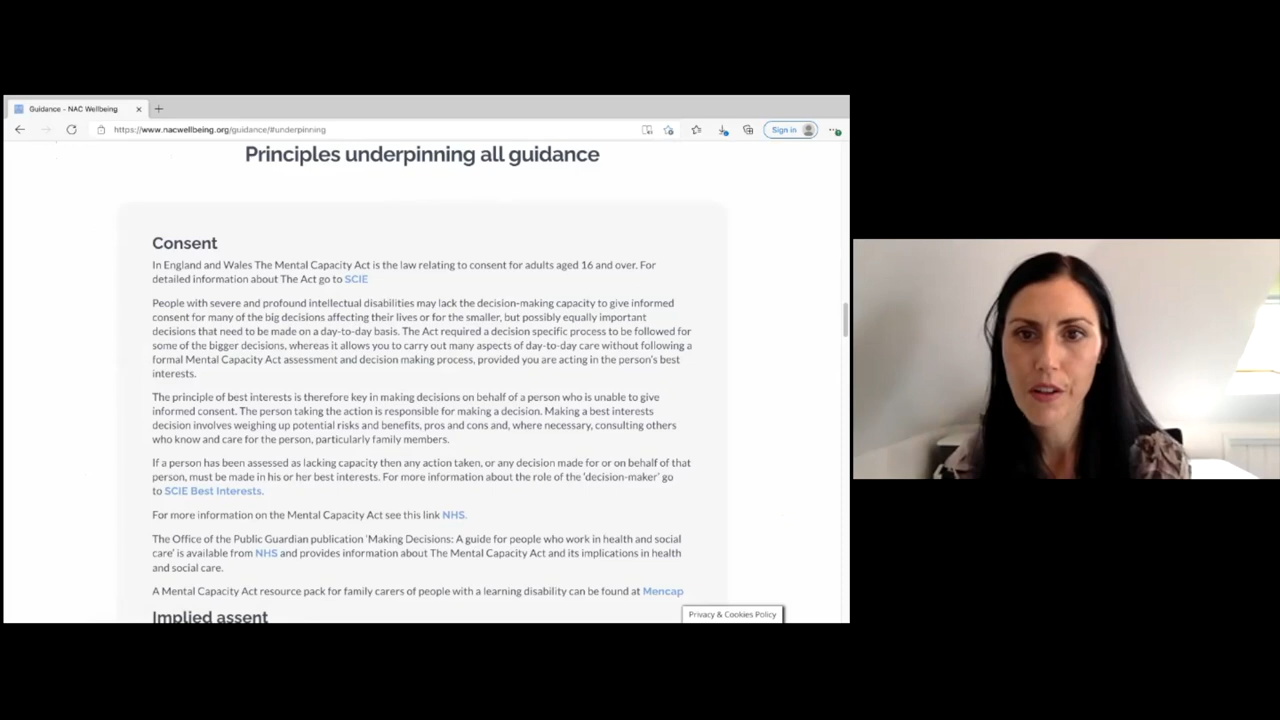 Guidance - NAC Wellbeing
https://www.nacwellbeing.org/guidance/#underpinning
Sign in
Principles underpinning all guidance
Consent
In England and Wales The Mental Capacity Act is the law relating to consent for adults aged 16 and over. For
detailed information about The Act go to SCIE
People with severe and profound intellectual disabilities may lack the decision-making capacity to give informed
consent for many of the big decisions affecting their lives or for the smaller, but possibly equally important
decisions that need to be made on a day-to-day basis. The Act required a decision specific process to be followed for
some of the bigger decisions, whereas it allows you to carry out many aspects of day-to-day care without following a
formal Mental Capacity Act assessment and decision making process, provided you are acting in the person's best
interests.
The principle of best interests is therefore key in making decisions on behalf of a person who is unable to give
informed consent. The person taking the action is responsible for making a decision. Making a best interests
decision involves weighing up potential risks and benefits, pros and cons and, where necessary, consulting others
who know and care for the person, particularly family members.
If a person has been assessed as lacking capacity then any action taken, or any decision made for or on behalf of that
person, must be made in his or her best interests. For more information about the role of the 'decision-maker' go
to SCIE Best Interests.
For more information on the Mental Capacity Act see this link NHS.
The Office of the Public Guardian publication 'Making Decisions: A guide for people who work in health and social
care' is available from NHS and provides information about The Mental Capacity Act and its implications in health
and social care.
A Mental Capacity Act resource pack for family carers of people with a learning disability can be found at Mencap
Implied assent
Privacy & Cookies Policy